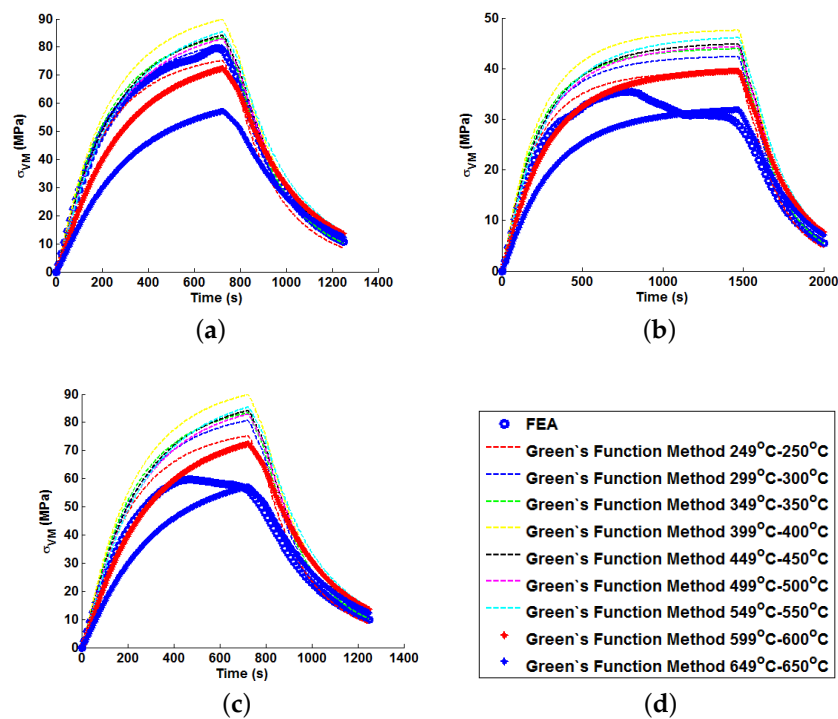 90
80
70
60
50
40
30
20
10
0
σVM (MPa)
0 200 400 600 800 1000 1200 1400
Time (s)
(a)
50
40
30
20
10
0
σVM (MPa)
0 500 1000 1500 2000
Time (s)
(b)
90
80
70
60
50
40
30
20
10
0
σVM (MPa)
0 200 400 600 800 1000 1200 1400
Time (s)
(c)
FEA
Green`s Function Method 249°C-250°C
Green`s Function Method 299°C-300°C
Green`s Function Method 349°C-350°C
Green`s Function Method 399°C-400°C
Green`s Function Method 449°C-450°C
Green`s Function Method 499°C-500°C
Green`s Function Method 549°C-550°C
Green`s Function Method 599°C-600°C
Green`s Function Method 649°C-650°C
(d)